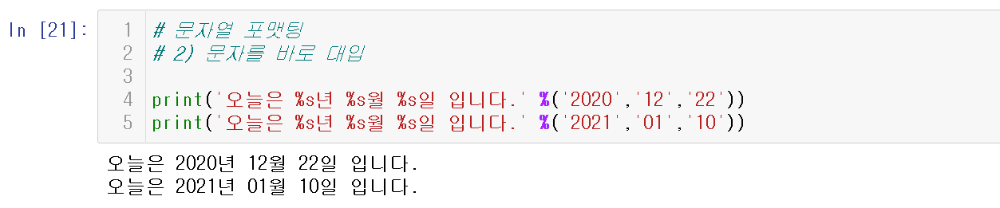 In [21]:
1 # 문자열 포맷팅
2 # 2) 문자를 바로 대입
3
4 print('오늘은 %s년 %s월 %s일 입니다.' %('2020','12','22'))
5 print('오늘은 %s년 %s월 %s일 입니다.' %('2021','01','10'))
오늘은 2020년 12월 22일 입니다.
오늘은 2021년 01월 10일 입니다.